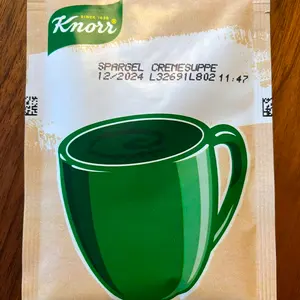 SINCE 1838
Knorr
SPARGEL CREMESUPPE
12/2024 L32691L802 11:47